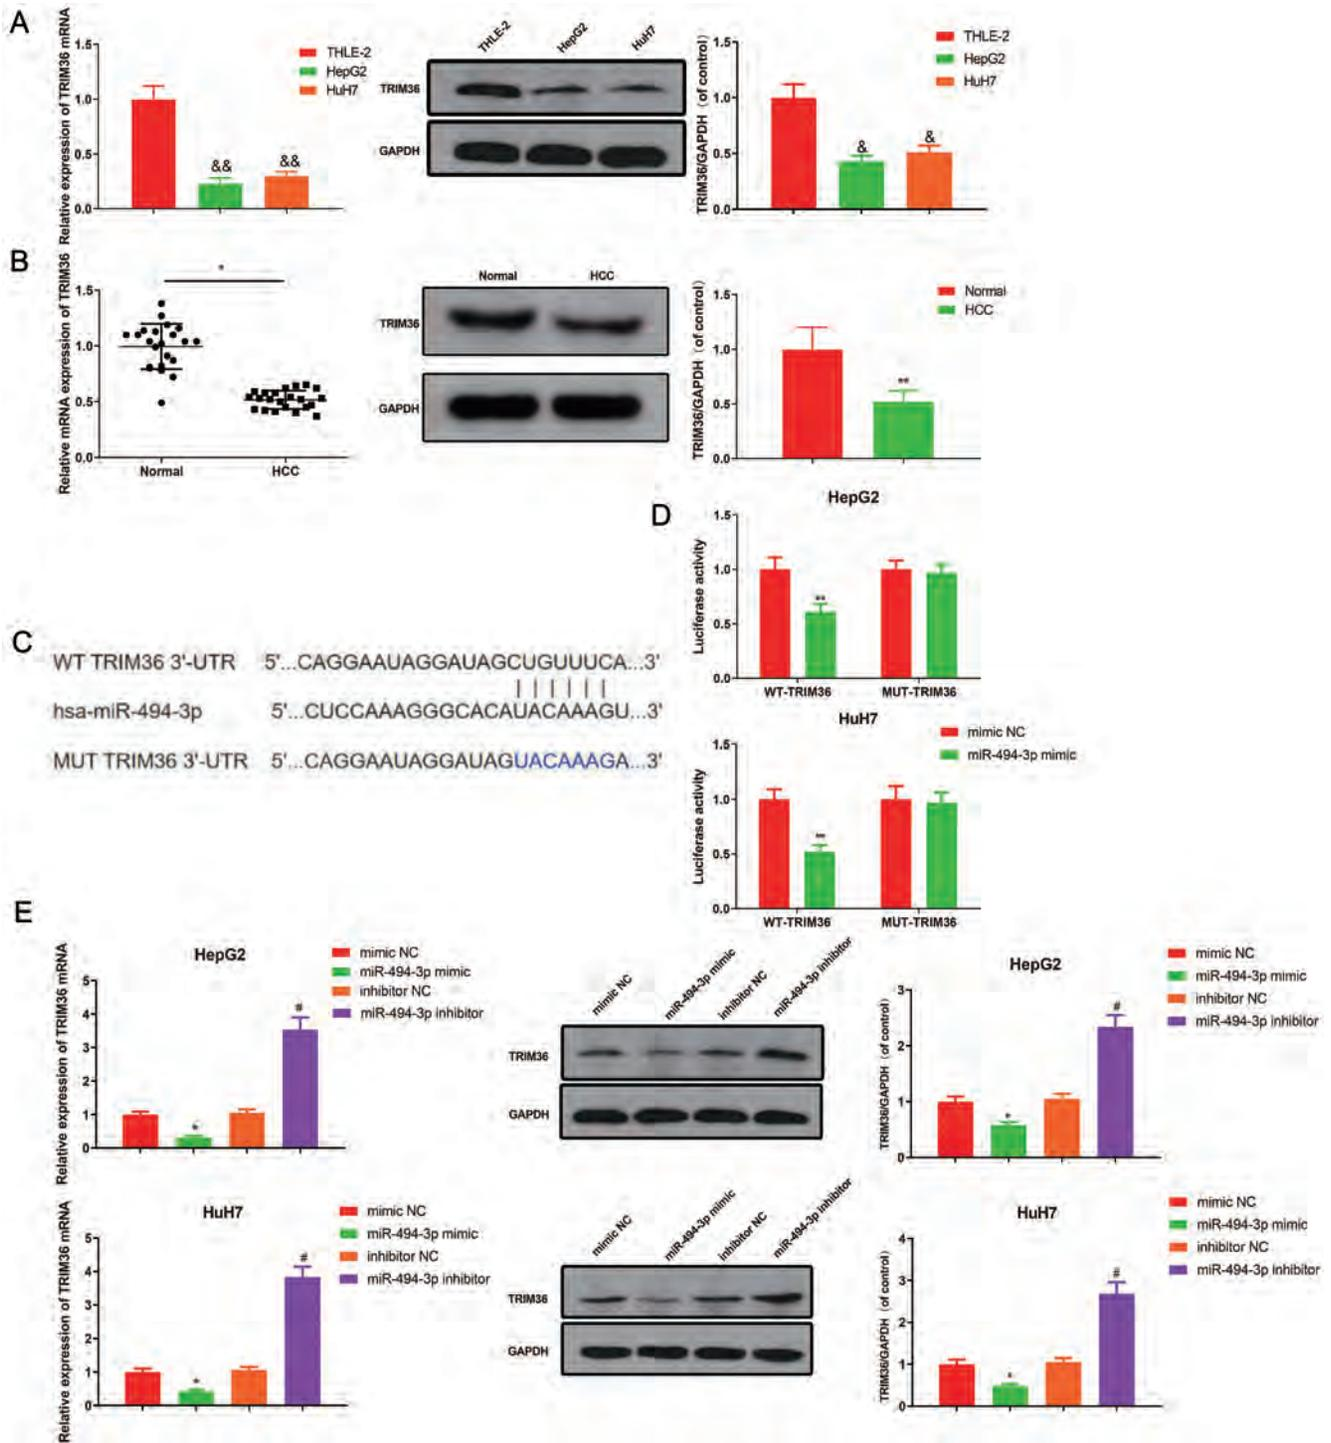 A
Relative expression of TRIM36 mRNA
1.5
1.0
0.5
0.0
&&
&&
THLE-2
HepG2
HuH7
THLE-2
HepG2
HuH7
TRIM36
GAPDH
TRIM36/GAPDH (of control)
1.5
1.0
0.5
0.0
&
&
THLE-2
HepG2
HuH7
B
Relative mRNA expression of TRIM36
1.5
1.0
0.5
0.0
*
Normal
HCC
Normal
HCC
TRIM36
GAPDH
TRIM36/GAPDH (of control)
1.5
1.0
0.5
0.0
**
Normal
HCC
C
WT TRIM36 3'-UTR 5'...CAGGAAUAGGAUAGCUGUUUCA...3'
hsa-miR-494-3p 5'...CUCCAAAGGGCACAUACAAAGU...3'
MUT TRIM36 3'-UTR 5'...CAGGAAUAGGAUAGUACAAAGA...3'
D
HepG2
Luciferase activity
1.5
1.0
0.5
0.0
**
WT-TRIM36
MUT-TRIM36
HuH7
mimic NC
miR-494-3p mimic
Luciferase activity
1.5
1.0
0.5
0.0
**
WT-TRIM36
MUT-TRIM36
E
HepG2
Relative expression of TRIM36 mRNA
5
4
3
2
1
0
*
#
mimic NC
miR-494-3p mimic
inhibitor NC
miR-494-3p inhibitor
mimic NC
miR-494-3p mimic
inhibitor NC
miR-494-3p inhibitor
TRIM36
GAPDH
HepG2
TRIM36/GAPDH (of control)
3
2
1
0
*
#
mimic NC
miR-494-3p mimic
inhibitor NC
miR-494-3p inhibitor
HuH7
Relative expression of TRIM36 mRNA
5
4
3
2
1
0
*
#
mimic NC
miR-494-3p mimic
inhibitor NC
miR-494-3p inhibitor
mimic NC
miR-494-3p mimic
inhibitor NC
miR-494-3p inhibitor
TRIM36
GAPDH
HuH7
TRIM36/GAPDH (of control)
4
3
2
1
0
*
#
mimic NC
miR-494-3p mimic
inhibitor NC
miR-494-3p inhibitor